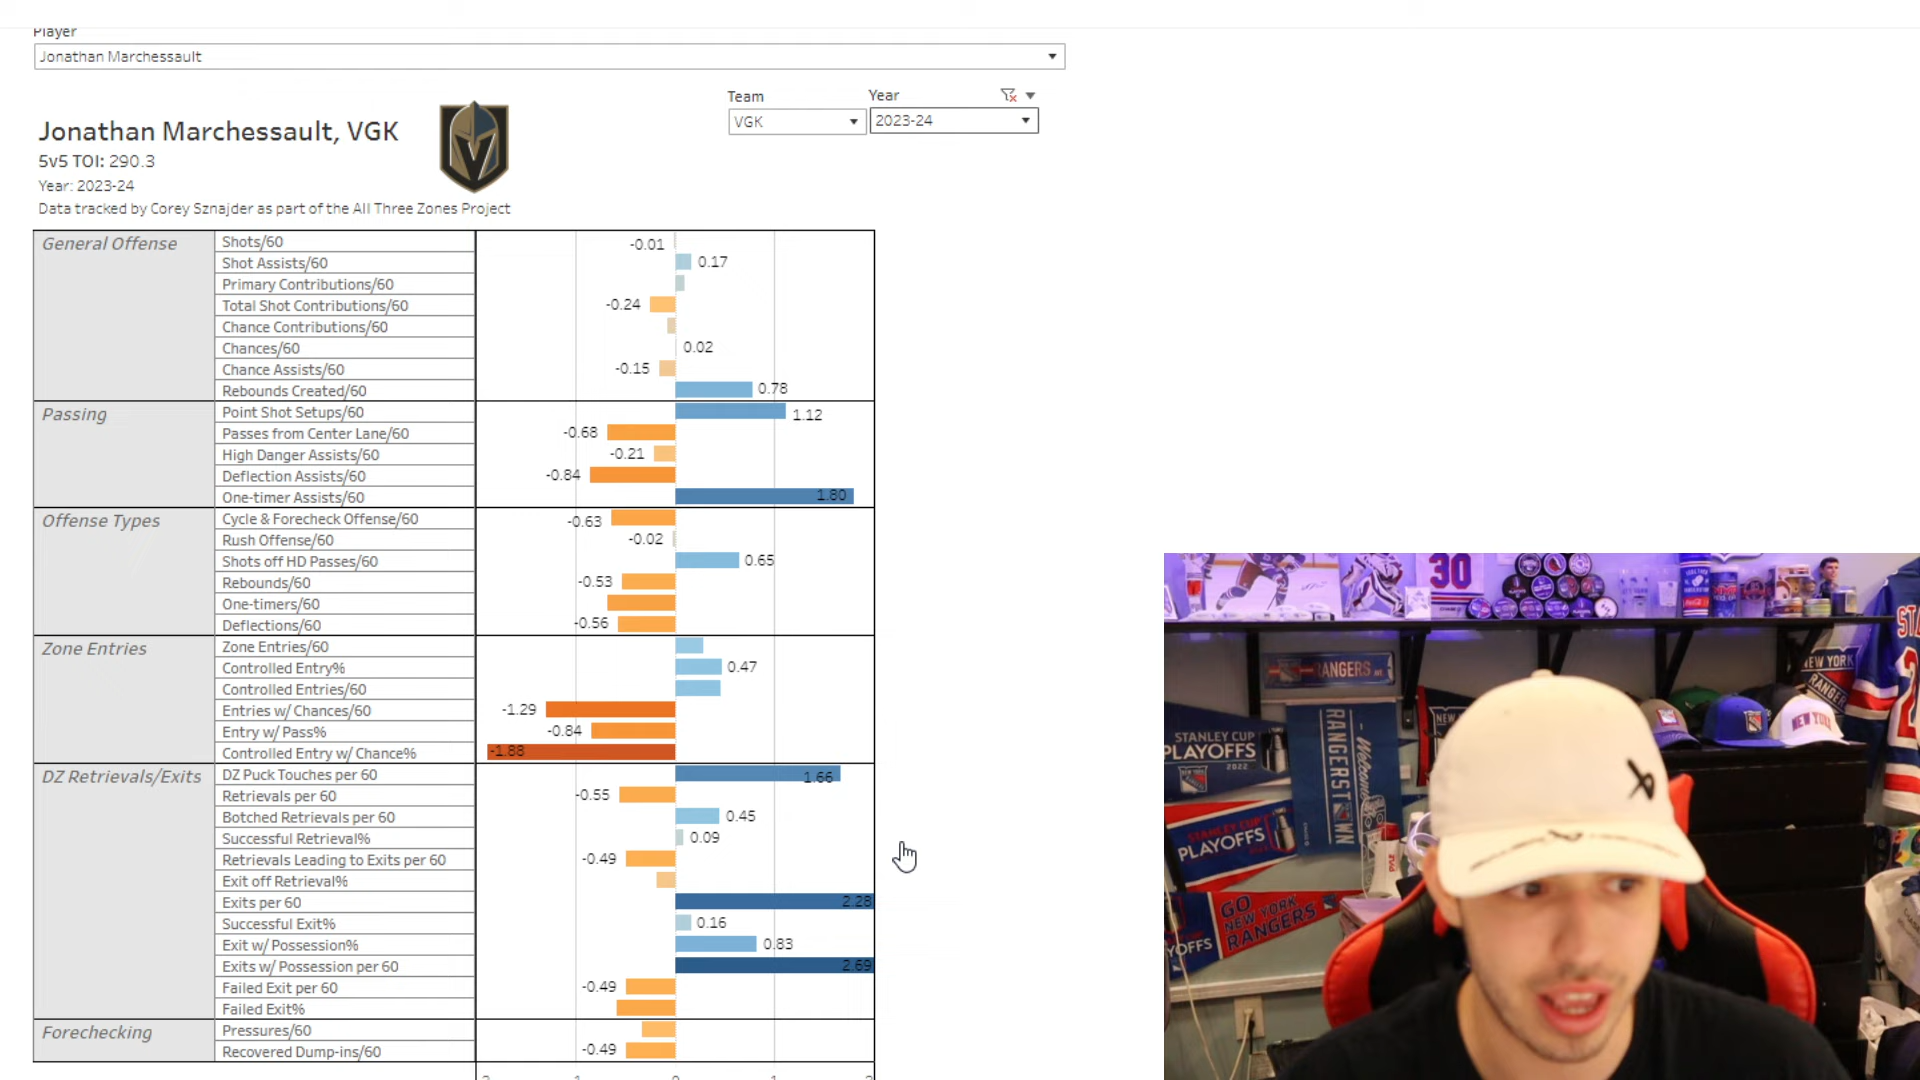 Player
Jonathan Marchessault
Team
Year
VGK
2023-24
Jonathan Marchessault, VGK
5v5 TOI: 290.3
Year: 2023-24
Data tracked by Corey Sznajder as part of the All Three Zones Project
General Offense
Shots/60 -0.01
Shot Assists/60 0.17
Primary Contributions/60
Total Shot Contributions/60 -0.24
Chance Contributions/60
Chances/60 0.02
Chance Assists/60 -0.15
Rebounds Created/60 0.78
Passing
Point Shot Setups/60 1.12
Passes from Center Lane/60 -0.68
High Danger Assists/60 -0.21
Deflection Assists/60 -0.84
One-timer Assists/60 1.80
Offense Types
Cycle & Forecheck Offense/60 -0.63
Rush Offense/60 -0.02
Shots off HD Passes/60 0.65
Rebounds/60 -0.53
One-timers/60
Deflections/60 -0.56
Zone Entries
Zone Entries/60
Controlled Entry% 0.47
Controlled Entries/60
Entries w/ Chances/60 -1.29
Entry w/ Pass% -0.84
Controlled Entry w/ Chance% -1.88
DZ Retrievals/Exits
DZ Puck Touches per 60 1.66
Retrievals per 60 -0.55
Botched Retrievals per 60 0.45
Successful Retrieval% 0.09
Retrievals Leading to Exits per 60 -0.49
Exit off Retrieval%
Exits per 60 2.28
Successful Exit% 0.16
Exit w/ Possession% 0.83
Exits w/ Possession per 60 2.69
Failed Exit per 60 -0.49
Failed Exit%
Forechecking
Pressures/60
Recovered Dump-ins/60 -0.49
30
RANGERS
NEW YORK
RANGERS
STANLEY CUP
PLAYOFFS
2022
RANGERSTOWN
Welcome
STANLEY CUP
PLAYOFFS
GO
NEW YORK
RANGERS
NEW YORK